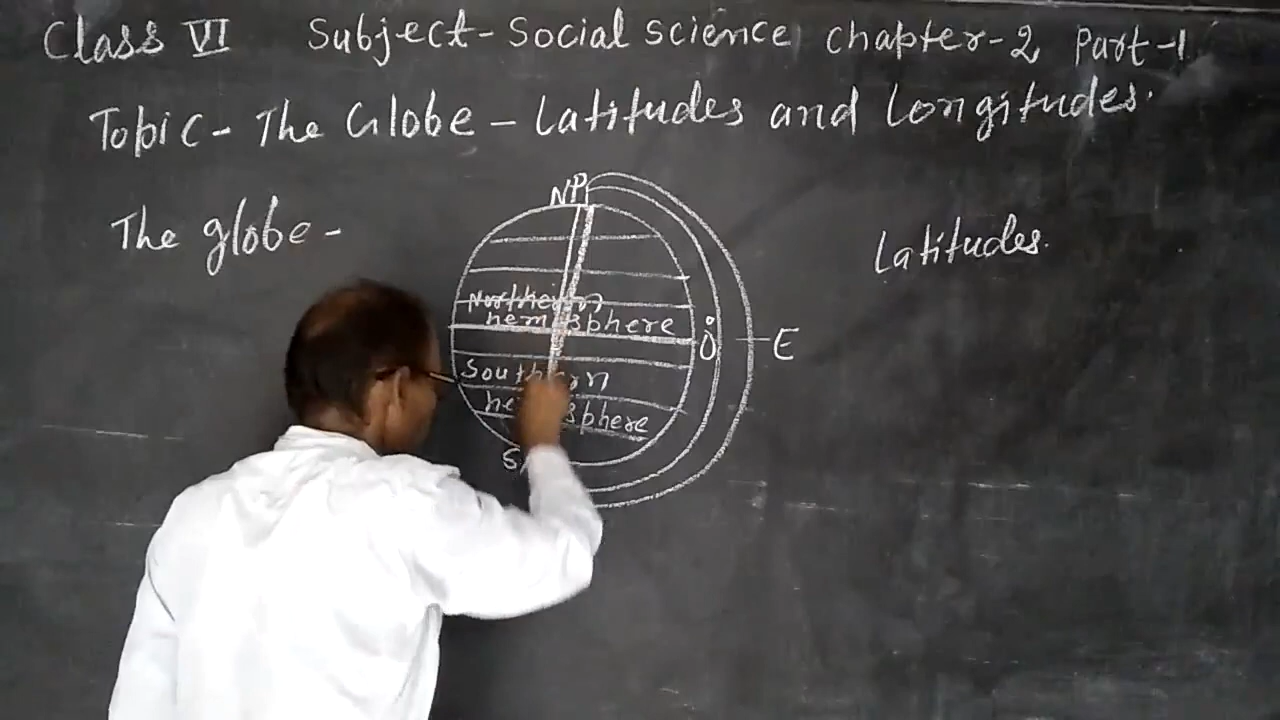 Class VI Subject-Social science chapter-2, Part-1
Topic- The Globe - Latitudes and Longitudes.
The globe -
NP
Latitudes.
Northern
hemisphere
0°
E
Southern
hemisphere
S